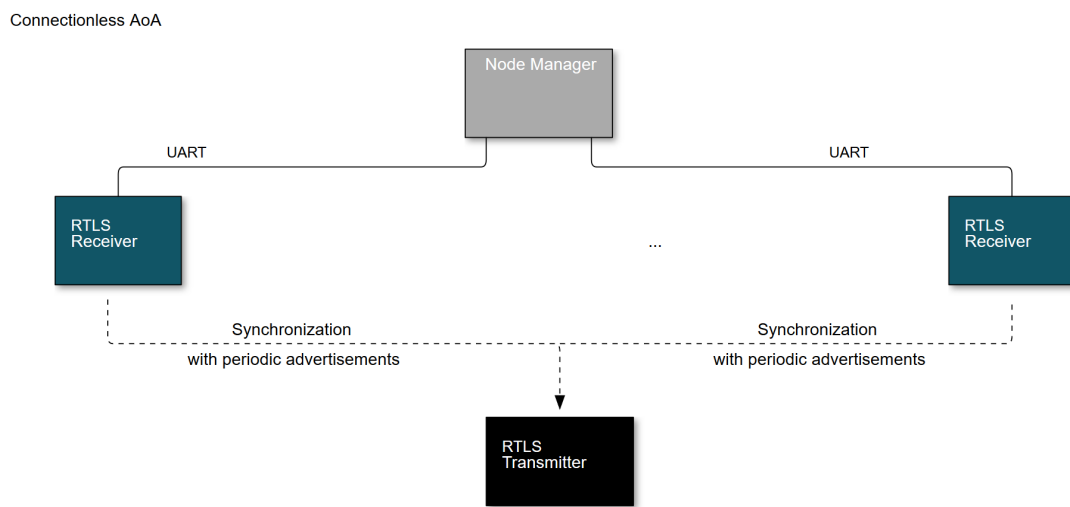 Connectionless AoA
Node Manager
UART
UART
RTLS
Receiver
...
RTLS
Receiver
Synchronization
with periodic advertisements
Synchronization
with periodic advertisements
RTLS
Transmitter